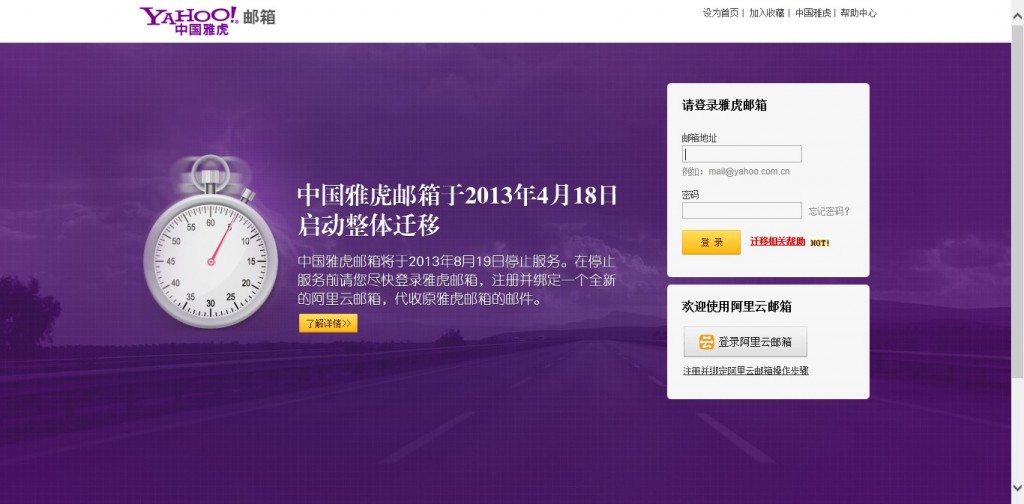 YAHOO! 邮箱
中国雅虎
设为首页 | 加入收藏 | 中国雅虎 | 帮助中心
60
5
10
15
20
25
30
35
40
45
50
55
中国雅虎邮箱于2013年4月18日
启动整体迁移
中国雅虎邮箱将于2013年8月19日停止服务。在停止
服务前请您尽快登录雅虎邮箱，注册并绑定一个全新
的阿里云邮箱，代收原雅虎邮箱的邮件。
了解详情>>
请登录雅虎邮箱
邮箱地址
例如：mail@yahoo.com.cn
密码
忘记密码?
登 录 迁移相关帮助 HOT!
欢迎使用阿里云邮箱
登录阿里云邮箱
注册并绑定阿里云邮箱操作步骤